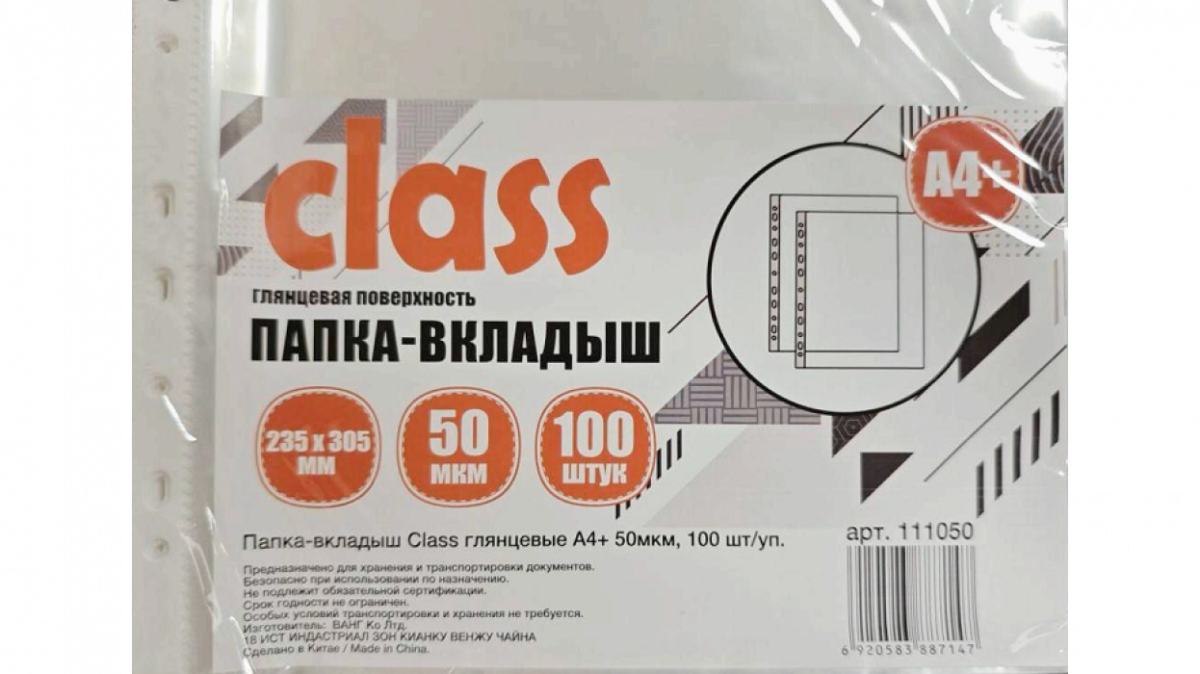 class
A4+
глянцевая поверхность
ПАПКА-ВКЛАДЫШ
235 x 305
ММ
50
МКМ
100
ШТУК
Папка-вкладыш Class глянцевые А4+ 50мкм, 100 шт/уп.
арт. 111050
Предназначено для хранения и транспортировки документов.
Безопасно при использовании по назначению.
Не подлежит обязательной сертификации.
Срок годности не ограничен.
Особых условий транспортировки и хранения не требуется.
Изготовитель: ВАНГ Ко Лтд.
18 ИСТ ИНДАСТРИАЛ ЗОН КИАНКУ ВЕНЖУ ЧАЙНА
Сделано в Китае / Made in China.
6 920583 887147